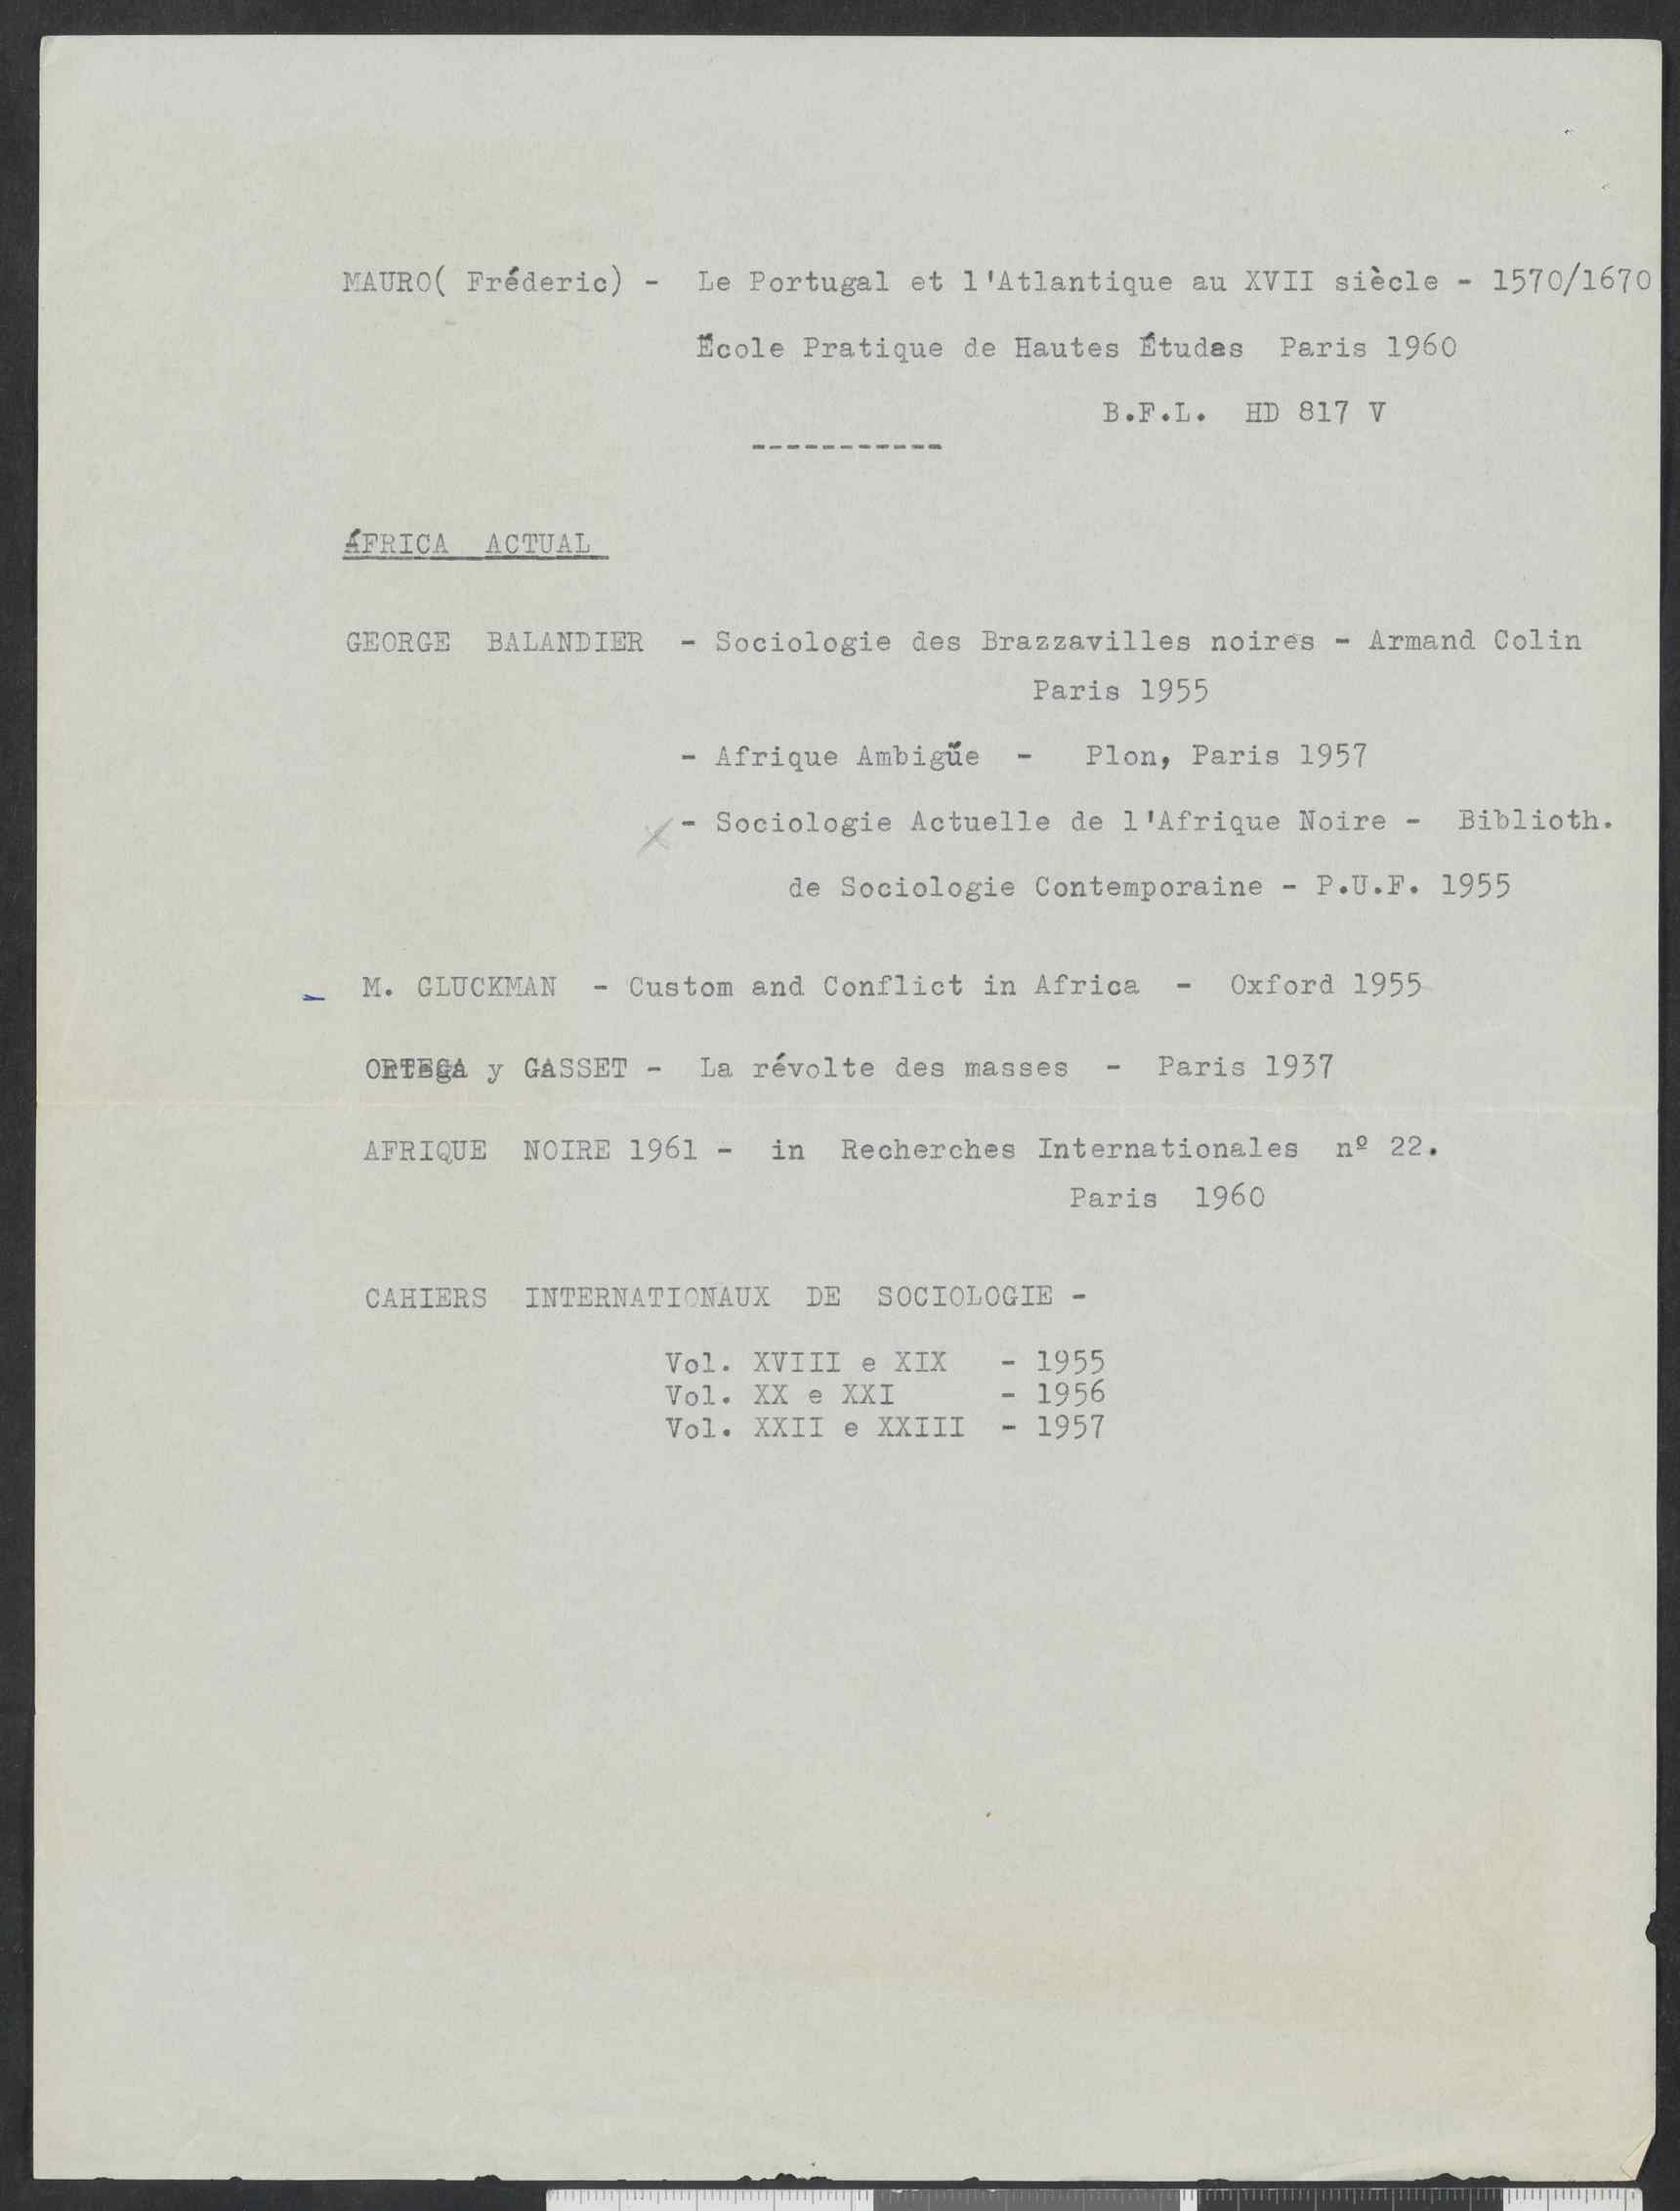 MAURO( Fréderic) - Le Portugal et l'Atlantique au XVII siècle - 1570/1670
École Pratique de Hautes Études Paris 1960
B.F.L. HD 817 V
-----------
ÁFRICA ACTUAL
GEORGE BALANDIER - Sociologie des Brazzavilles noires - Armand Colin
Paris 1955
- Afrique Ambigüe - Plon, Paris 1957
- Sociologie Actuelle de l'Afrique Noire - Biblioth.
de Sociologie Contemporaine - P.U.F. 1955
M. GLUCKMAN - Custom and Conflict in Africa - Oxford 1955
ORTEGA y GASSET - La révolte des masses - Paris 1937
AFRIQUE NOIRE 1961 - in Recherches Internationales nº 22.
Paris 1960
CAHIERS INTERNATIONAUX DE SOCIOLOGIE -
Vol. XVIII e XIX - 1955
Vol. XX e XXI - 1956
Vol. XXII e XXIII - 1957